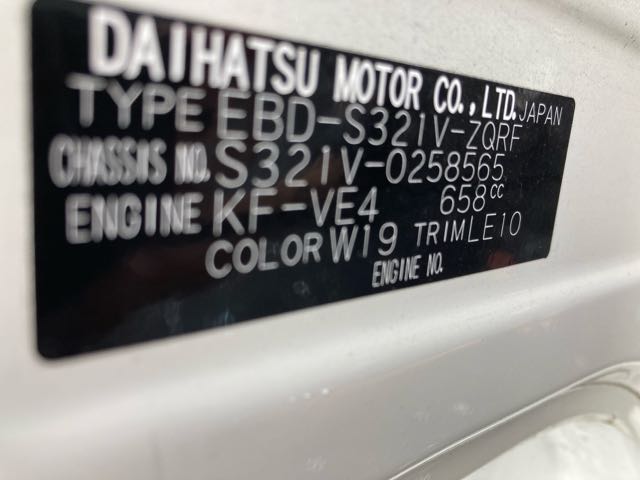 DAIHATSU MOTOR CO.,LTD. JAPAN
TYPE EBD-S321V-ZQRF
CHASSIS NO. S321V-0258565
ENGINE KF-VE4 658cc
COLOR W19 TRIM LE10
ENGINE NO.